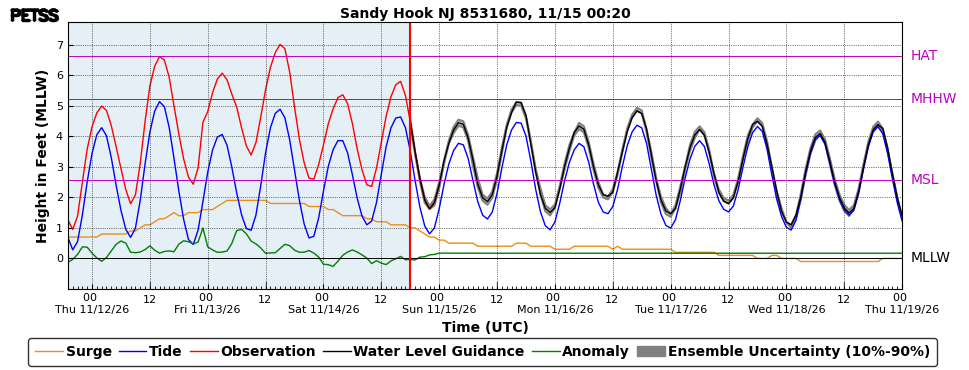 PETSS
Sandy Hook NJ 8531680, 11/15 00:20
Height in Feet (MLLW)
7
6
5
4
3
2
1
0
HAT
MHHW
MSL
MLLW
00 12 00 12 00 12 00 12 00 12 00 12 00 12 00
Thu 11/12/26 Fri 11/13/26 Sat 11/14/26 Sun 11/15/26 Mon 11/16/26 Tue 11/17/26 Wed 11/18/26 Thu 11/19/26
Time (UTC)
Surge Tide Observation Water Level Guidance Anomaly Ensemble Uncertainty (10%-90%)